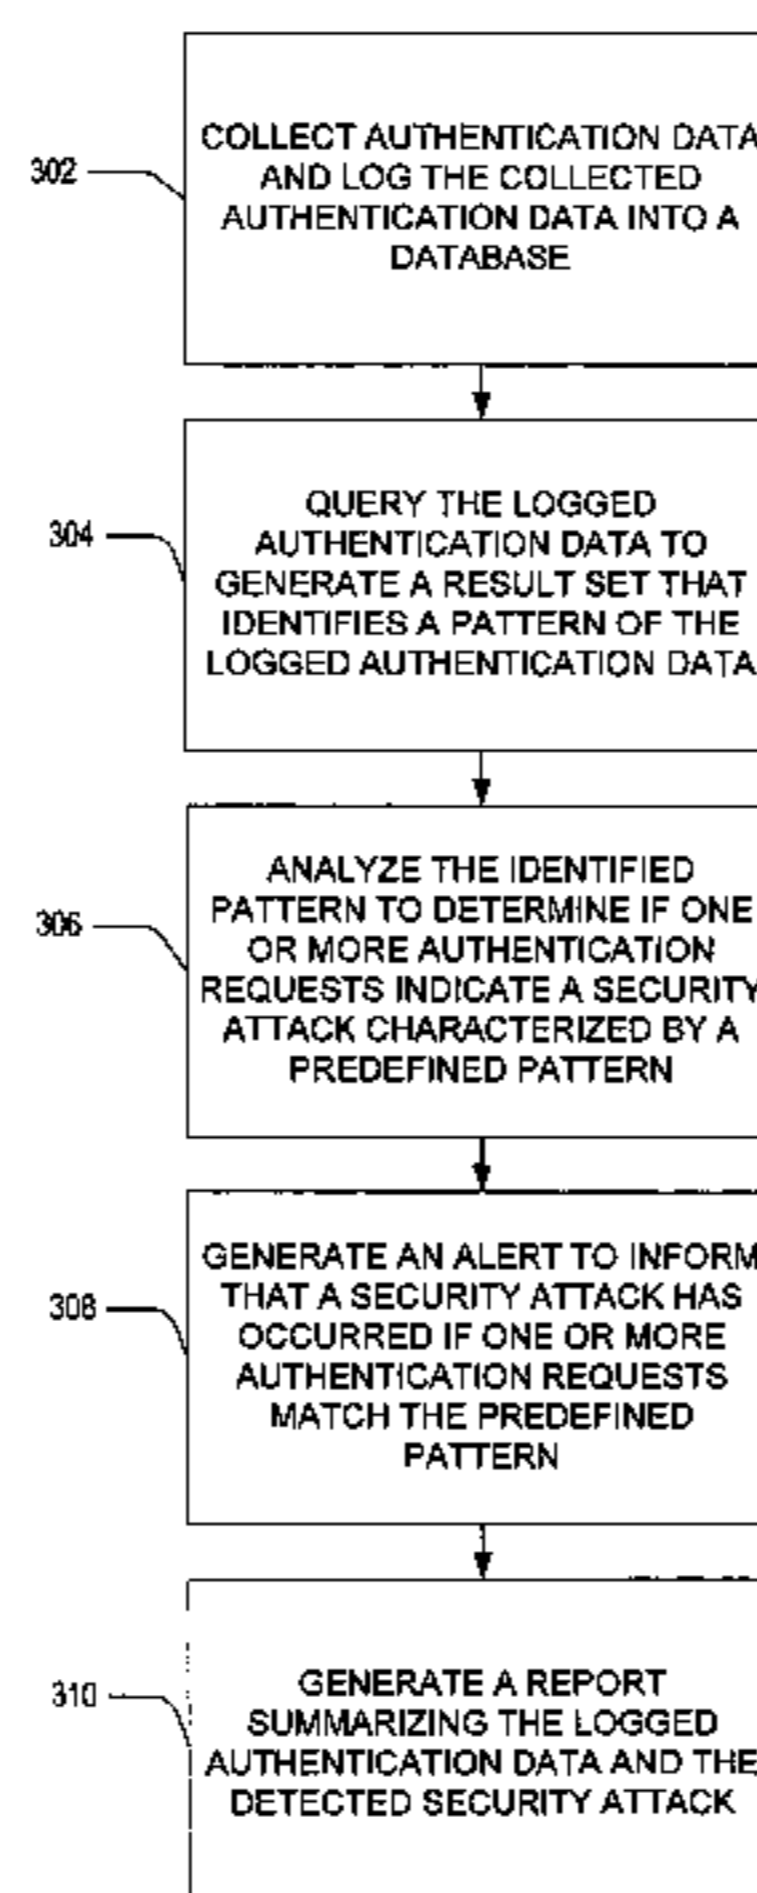 302
COLLECT AUTHENTICATION DATA
AND LOG THE COLLECTED
AUTHENTICATION DATA INTO A
DATABASE
304
QUERY THE LOGGED
AUTHENTICATION DATA TO
GENERATE A RESULT SET THAT
IDENTIFIES A PATTERN OF THE
LOGGED AUTHENTICATION DATA
306
ANALYZE THE IDENTIFIED
PATTERN TO DETERMINE IF ONE
OR MORE AUTHENTICATION
REQUESTS INDICATE A SECURITY
ATTACK CHARACTERIZED BY A
PREDEFINED PATTERN
308
GENERATE AN ALERT TO INFORM
THAT A SECURITY ATTACK HAS
OCCURRED IF ONE OR MORE
AUTHENTICATION REQUESTS
MATCH THE PREDEFINED
PATTERN
310
GENERATE A REPORT
SUMMARIZING THE LOGGED
AUTHENTICATION DATA AND THE
DETECTED SECURITY ATTACK